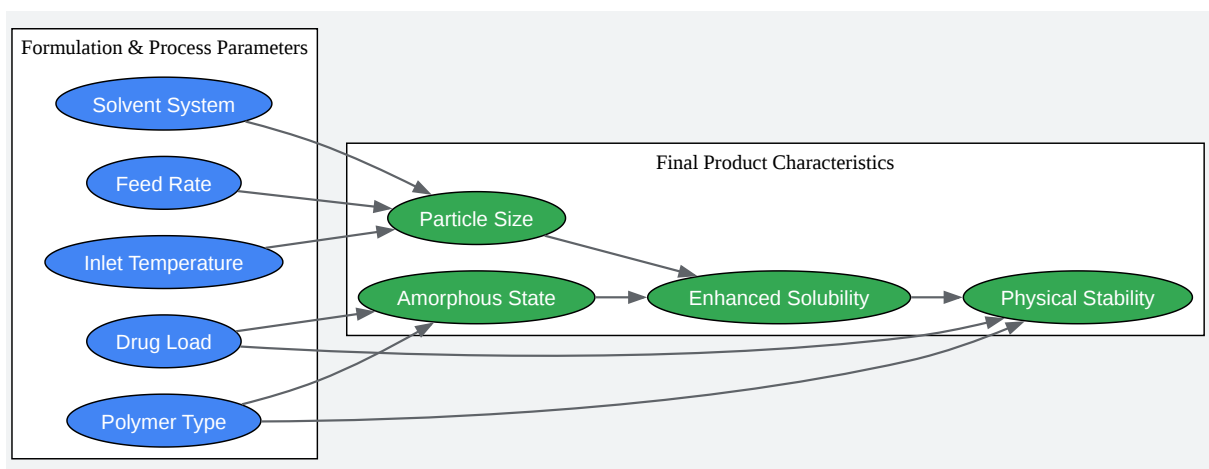 Formulation & Process Parameters
Solvent System
Feed Rate
Inlet Temperature
Drug Load
Polymer Type
Final Product Characteristics
Particle Size
Amorphous State
Enhanced Solubility
Physical Stability